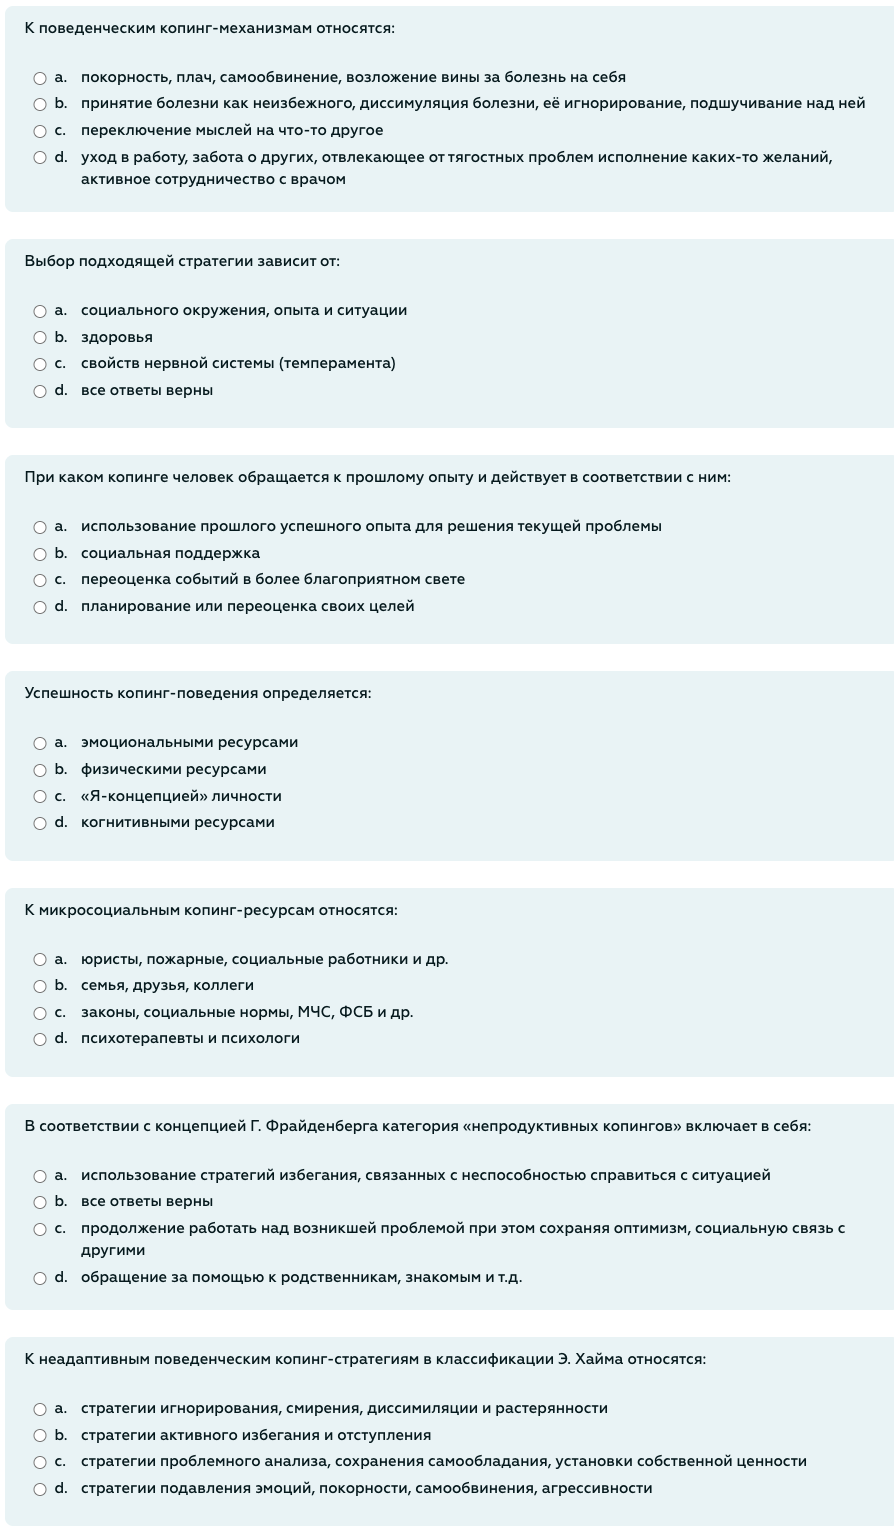 К поведенческим копинг-механизмам относятся:
a. покорность, плач, самообвинение, возложение вины за болезнь на себя
b. принятие болезни как неизбежного, диссимуляция болезни, её игнорирование, подшучивание над ней
c. переключение мыслей на что-то другое
d. уход в работу, забота о других, отвлекающее от тягостных проблем исполнение каких-то желаний,
активное сотрудничество с врачом
Выбор подходящей стратегии зависит от:
a. социального окружения, опыта и ситуации
b. здоровья
c. свойств нервной системы (темперамента)
d. все ответы верны
При каком копинге человек обращается к прошлому опыту и действует в соответствии с ним:
a. использование прошлого успешного опыта для решения текущей проблемы
b. социальная поддержка
c. переоценка событий в более благоприятном свете
d. планирование или переоценка своих целей
Успешность копинг-поведения определяется:
a. эмоциональными ресурсами
b. физическими ресурсами
c. «Я-концепцией» личности
d. когнитивными ресурсами
К микросоциальным копинг-ресурсам относятся:
a. юристы, пожарные, социальные работники и др.
b. семья, друзья, коллеги
c. законы, социальные нормы, МЧС, ФСБ и др.
d. психотерапевты и психологи
В соответствии с концепцией Г. Фрайденберга категория «непродуктивных копингов» включает в себя:
a. использование стратегий избегания, связанных с неспособностью справиться с ситуацией
b. все ответы верны
c. продолжение работать над возникшей проблемой при этом сохраняя оптимизм, социальную связь с
другими
d. обращение за помощью к родственникам, знакомым и т.д.
К неадаптивным поведенческим копинг-стратегиям в классификации Э. Хайма относятся:
a. стратегии игнорирования, смирения, диссимиляции и растерянности
b. стратегии активного избегания и отступления
c. стратегии проблемного анализа, сохранения самообладания, установки собственной ценности
d. стратегии подавления эмоций, покорности, самообвинения, агрессивности